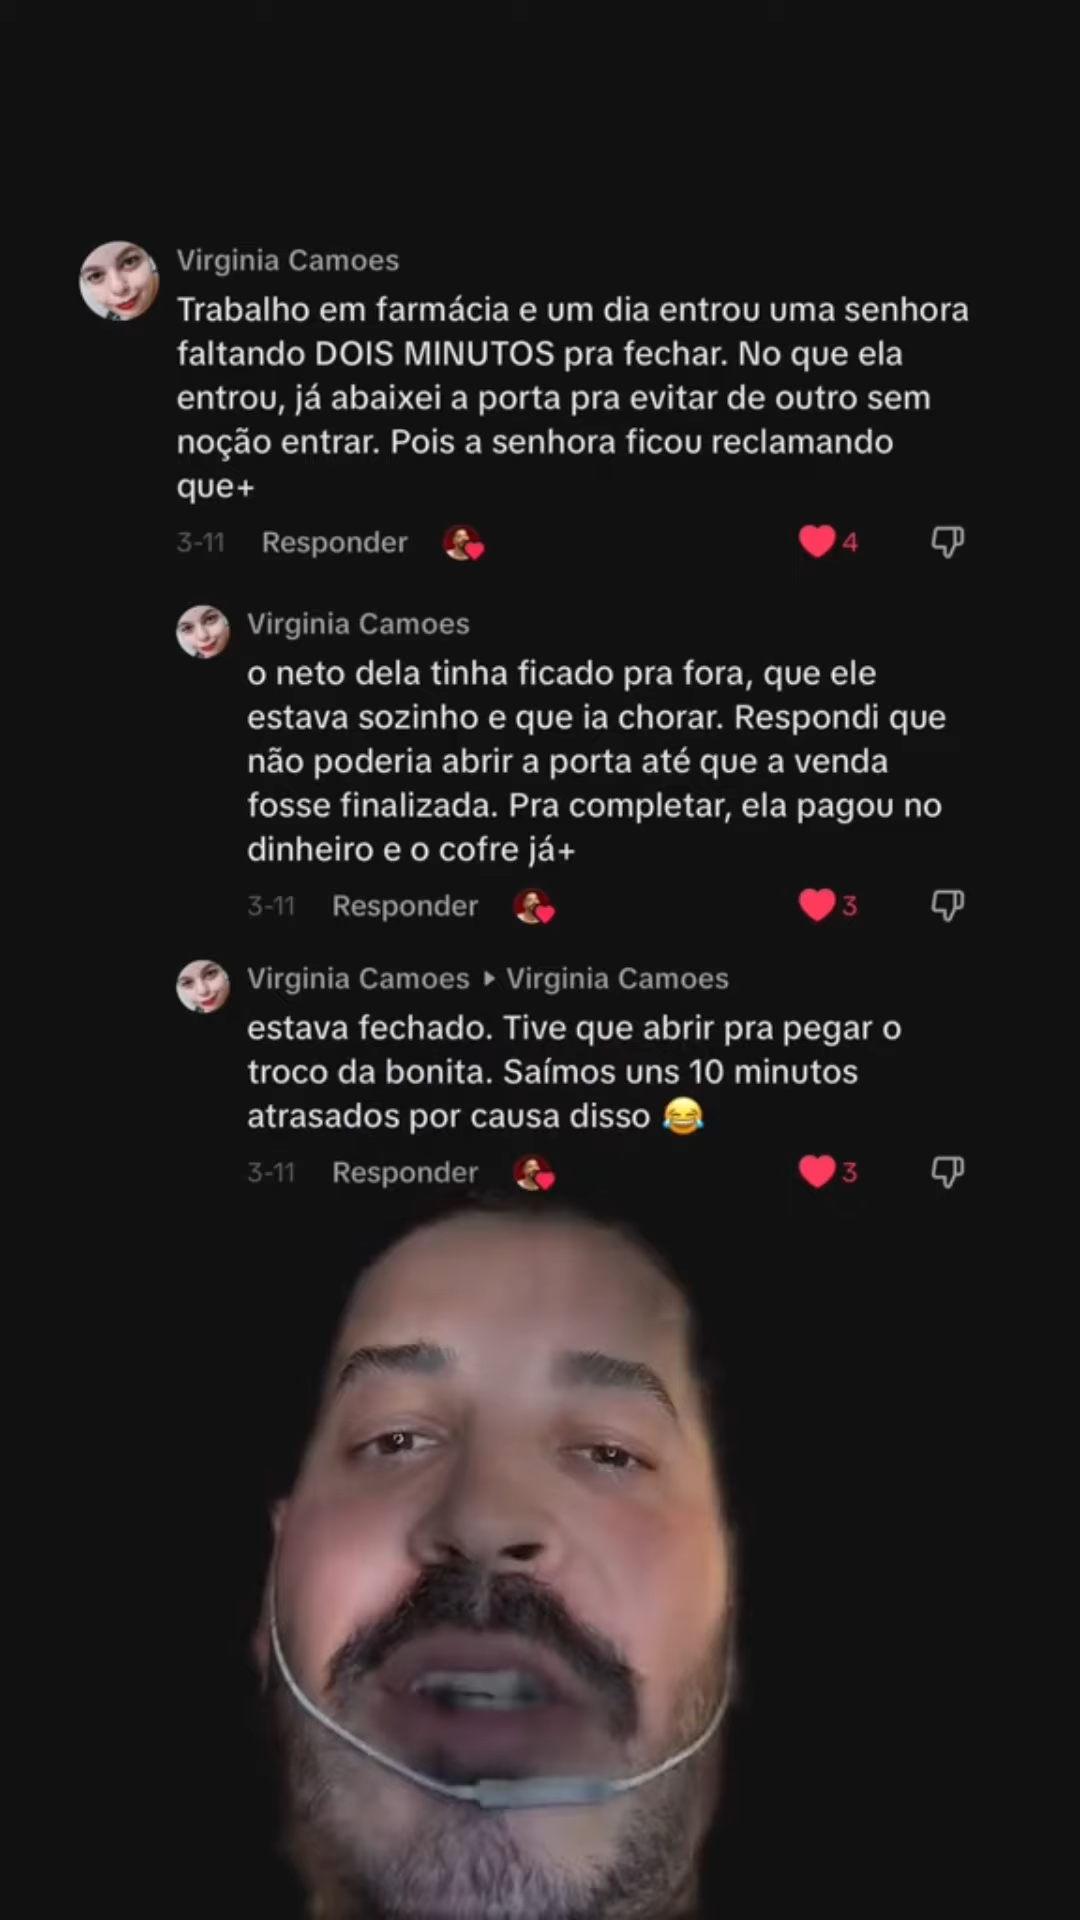 Virginia Camoes
Trabalho em farmácia e um dia entrou uma senhora
faltando DOIS MINUTOS pra fechar. No que ela
entrou, já abaixei a porta pra evitar de outro sem
noção entrar. Pois a senhora ficou reclamando
que+
3-11 Responder 4
Virginia Camoes
o neto dela tinha ficado pra fora, que ele
estava sozinho e que ia chorar. Respondi que
não poderia abrir a porta até que a venda
fosse finalizada. Pra completar, ela pagou no
dinheiro e o cofre já+
3-11 Responder 3
Virginia Camoes ▸ Virginia Camoes
estava fechado. Tive que abrir pra pegar o
troco da bonita. Saímos uns 10 minutos
atrasados por causa disso 😂
3-11 Responder 3